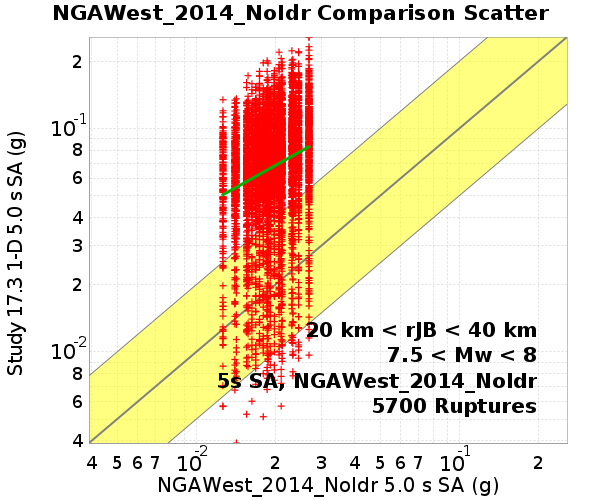 NGAWest_2014_NoIdr Comparison Scatter
Study 17.3 1-D 5.0 s SA (g)
2
10^-1
8
6
4
3
2
10^-2
8
6
4
20 km < rJB < 40 km
7.5 < Mw < 8
5s SA, NGAWest_2014_NoIdr
5700 Ruptures
4 5 6 7 10^-2 2 3 4 5 6 7 10^-1 2
NGAWest_2014_NoIdr 5.0 s SA (g)